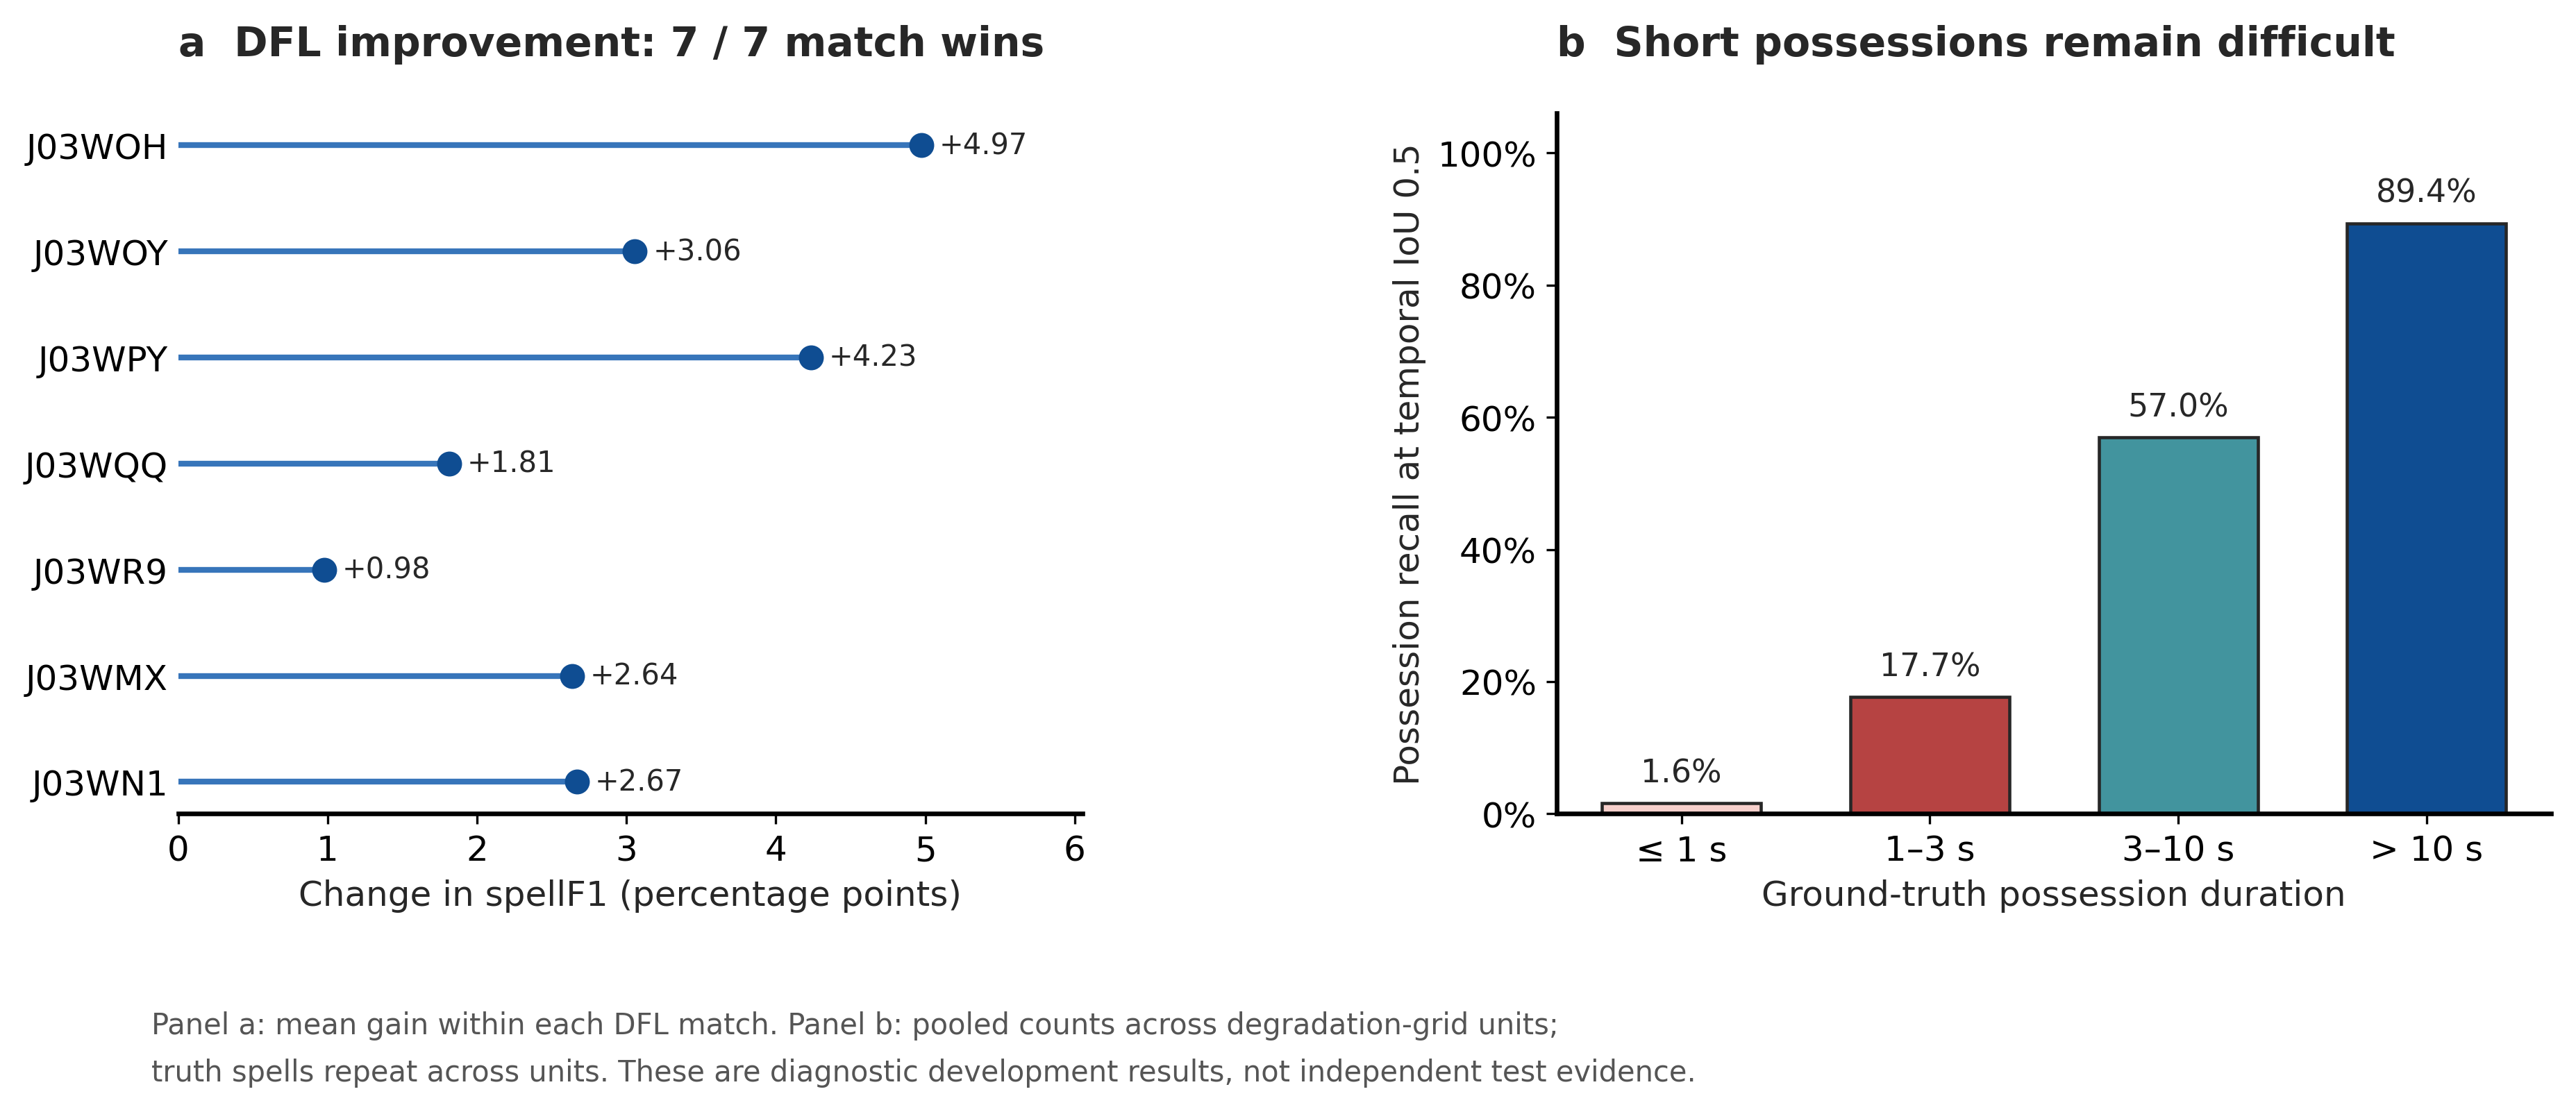 a DFL improvement: 7 / 7 match wins
J03WOH
+4.97
J03WOY
+3.06
J03WPY
+4.23
J03WQQ
+1.81
J03WR9
+0.98
J03WMX
+2.64
J03WN1
+2.67
0 1 2 3 4 5 6
Change in spellF1 (percentage points)
b Short possessions remain difficult
Possession recall at temporal IoU 0.5
100%
80%
60%
40%
20%
0%
1.6%
17.7%
57.0%
89.4%
≤ 1 s
1–3 s
3–10 s
> 10 s
Ground-truth possession duration
Panel a: mean gain within each DFL match. Panel b: pooled counts across degradation-grid units;
truth spells repeat across units. These are diagnostic development results, not independent test evidence.